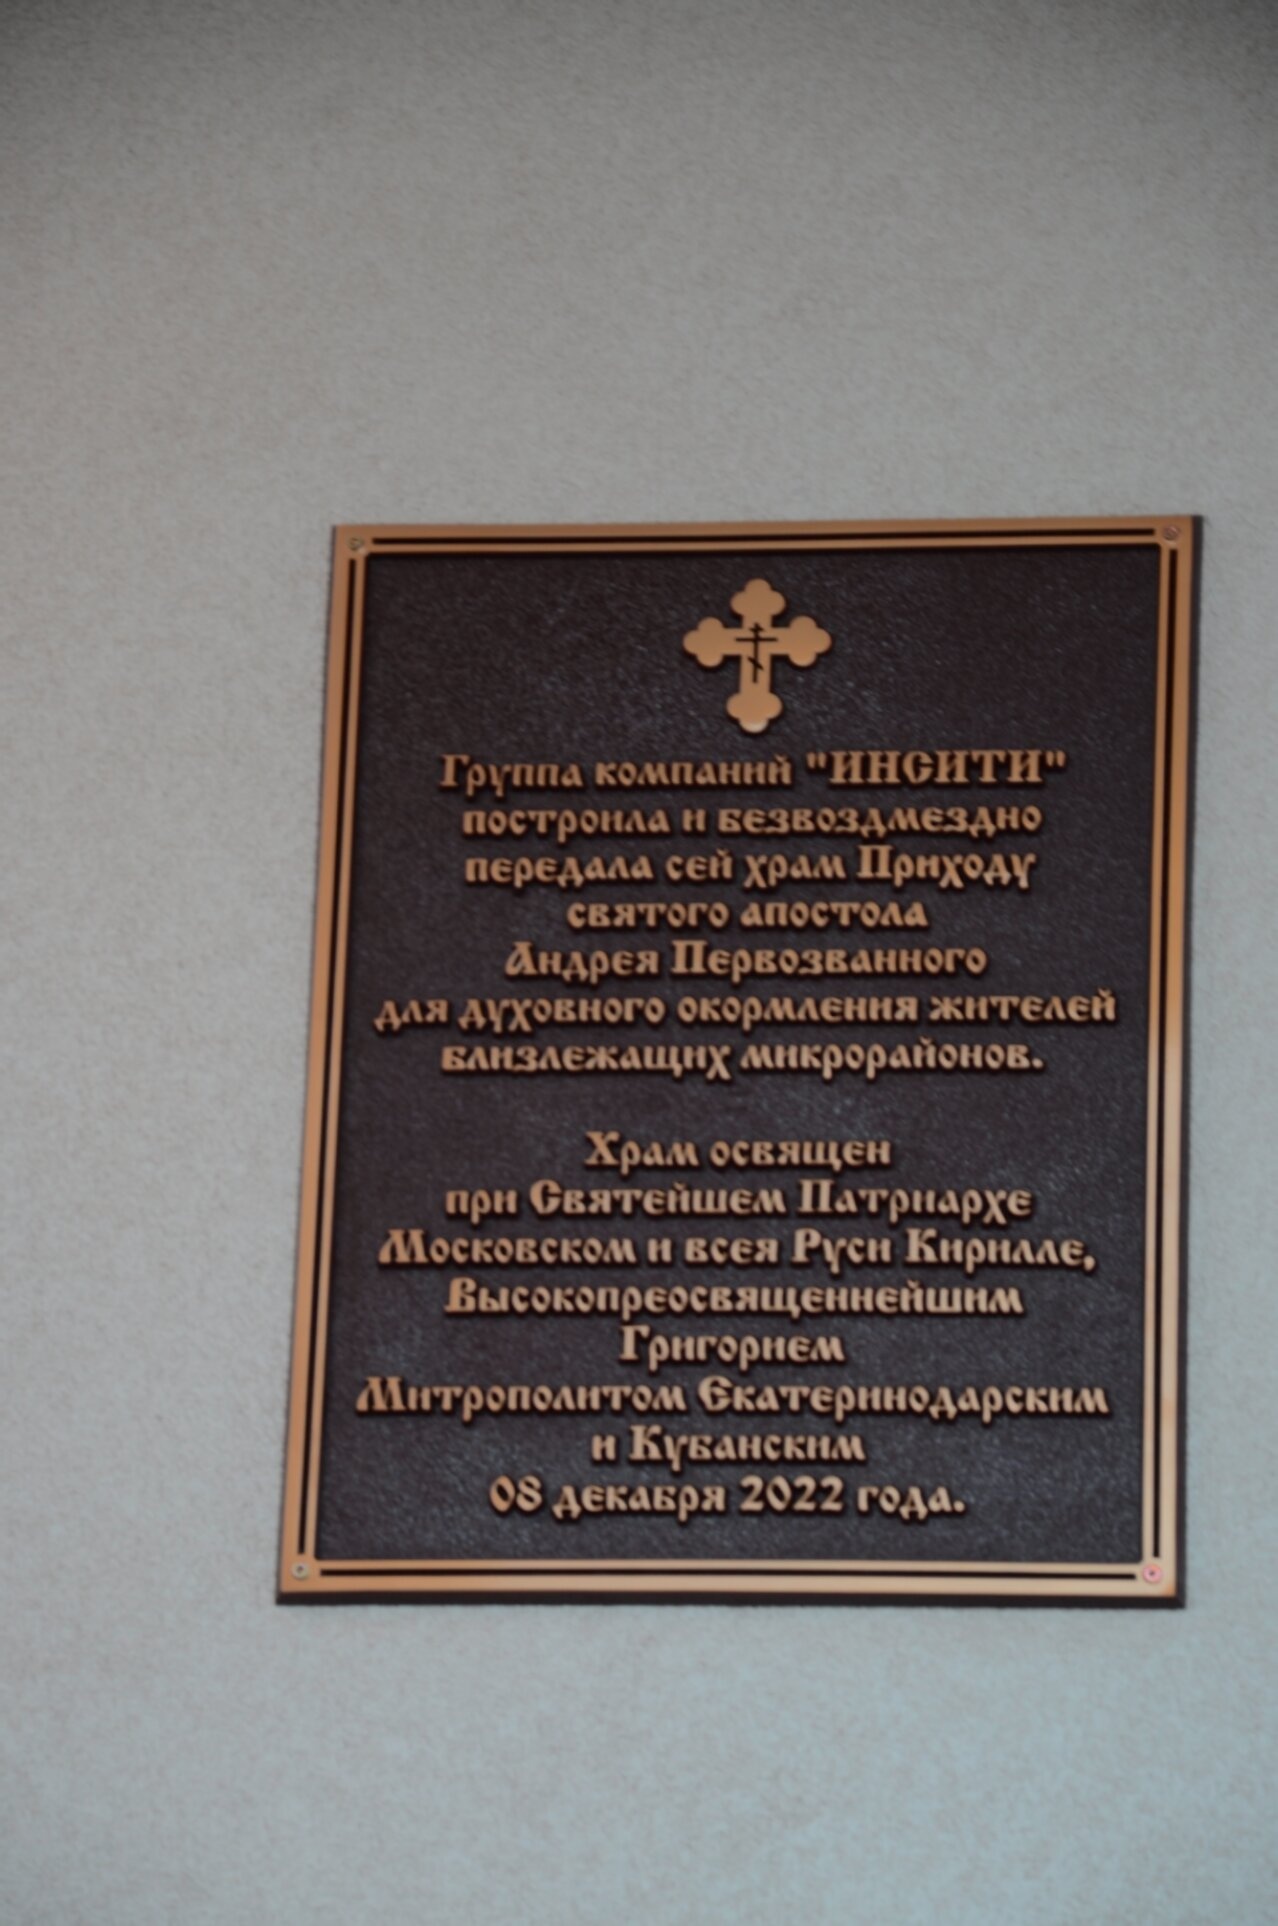 Группа компаний "ИНСИТИ"
построила и безвоздмездно
передала сей храм Приходу
святого апостола
Андрея Первозванного
для духовного окормления жителей
близлежащих микрорайонов.
Храм освящен
при Святейшем Патриархе
Московском и всея Руси Кирилле,
Высокопреосвященнейшим
Григорием
Митрополитом Екатеринодарским
и Кубанским
08 декабря 2022 года.